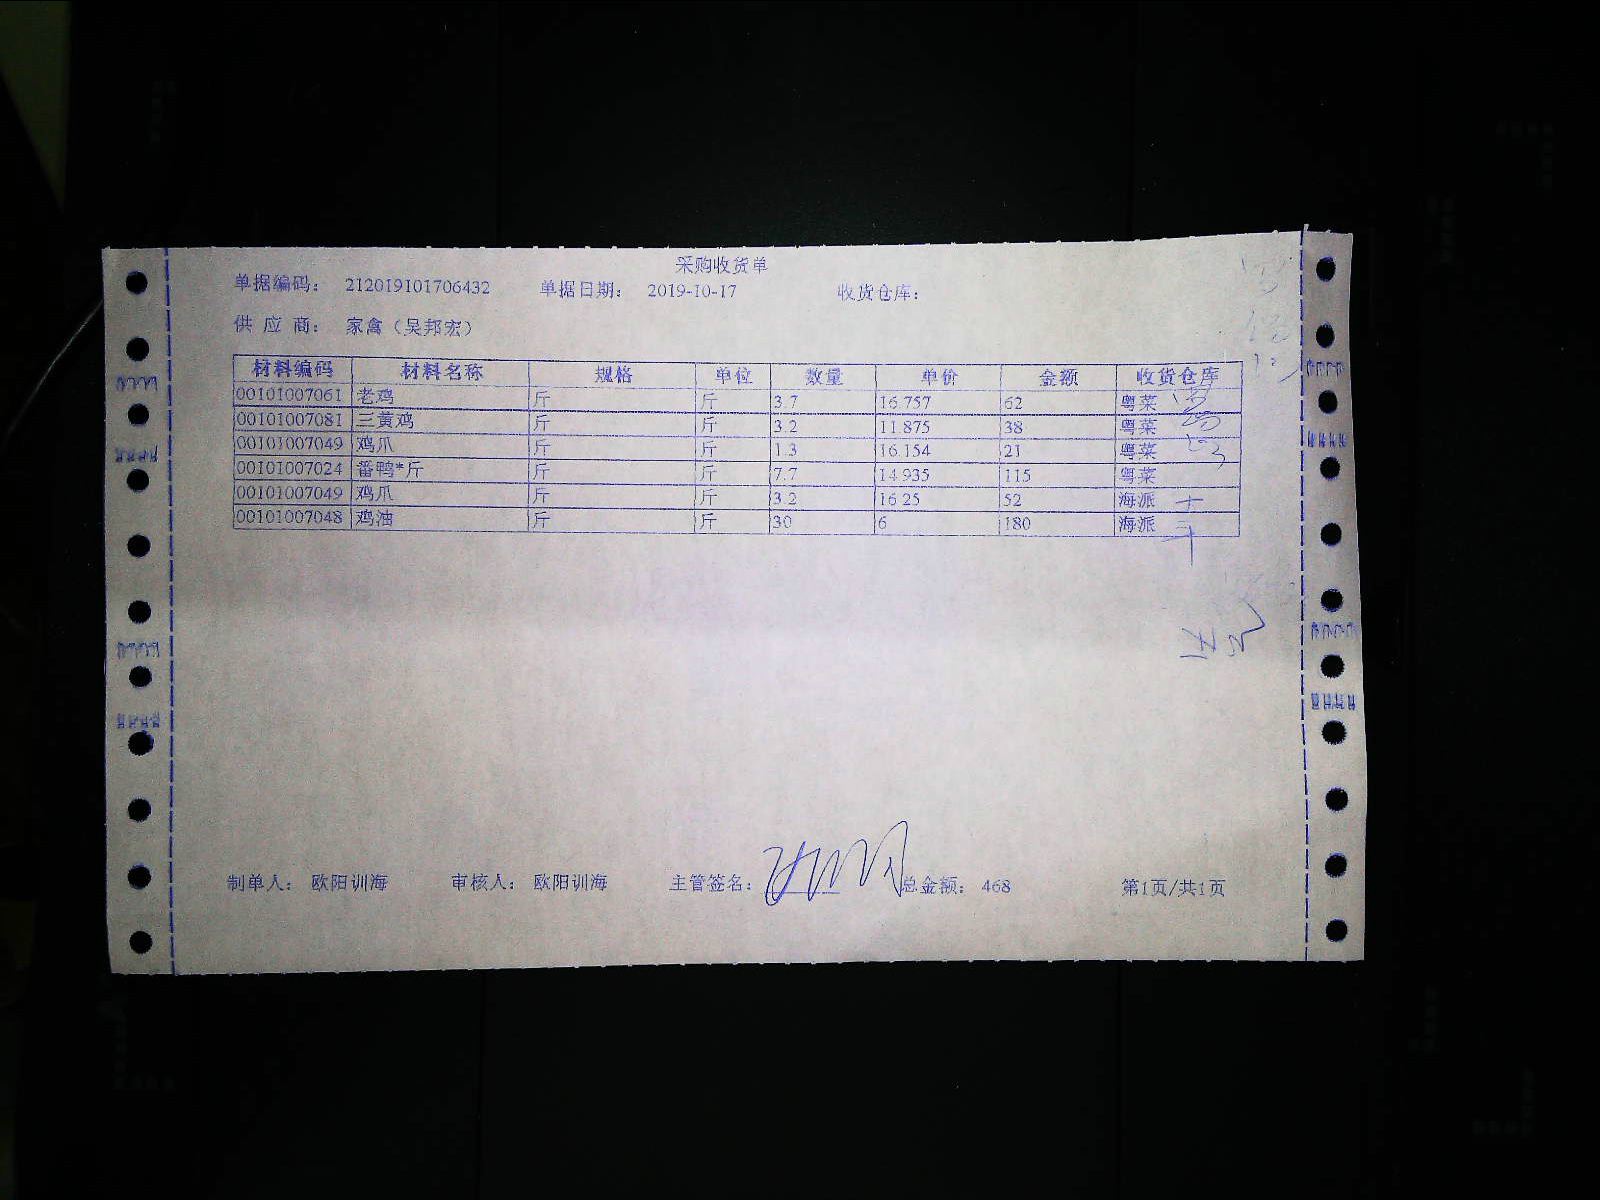 采购收货单
单据编码： 212019101706432 单据日期： 2019-10-17 收货仓库：
供 应 商： 家禽（吴邦宏）
材料编码 材料名称 规格 单位 数量 单价 金额 收货仓库
00101007061 老鸡 斤 斤 3.7 16.757 62 粤菜
00101007081 三黄鸡 斤 斤 3.2 11.875 38 粤菜
00101007049 鸡爪 斤 斤 1.3 16.154 21 粤菜
00101007024 番鸭*斤 斤 斤 7.7 14.935 115 粤菜
00101007049 鸡爪 斤 斤 3.2 16.25 52 海派
00101007048 鸡油 斤 斤 30 6 180 海派
制单人： 欧阳训海 审核人： 欧阳训海 主管签名： 总金额： 468 第1页/共1页